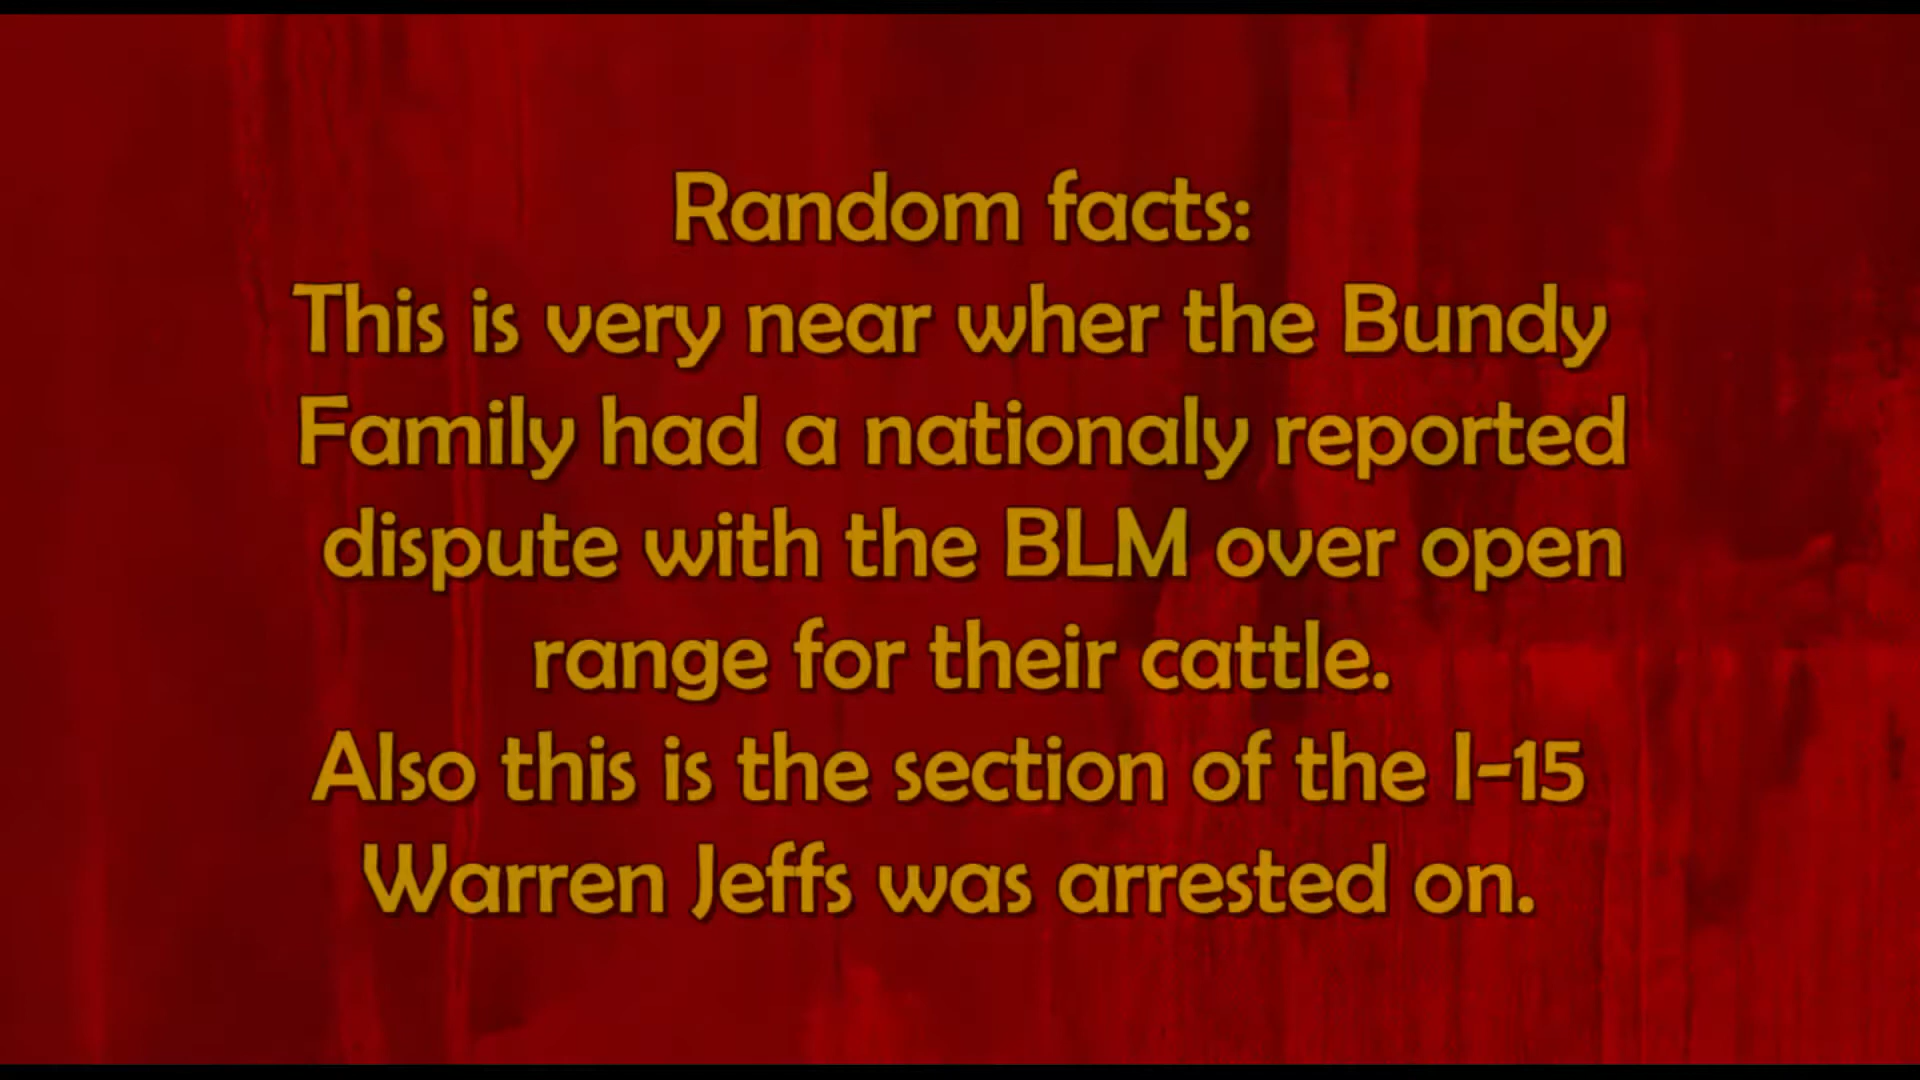 Random facts:
This is very near wher the Bundy
Family had a nationaly reported
dispute with the BLM over open
range for their cattle.
Also this is the section of the I-15
Warren Jeffs was arrested on.